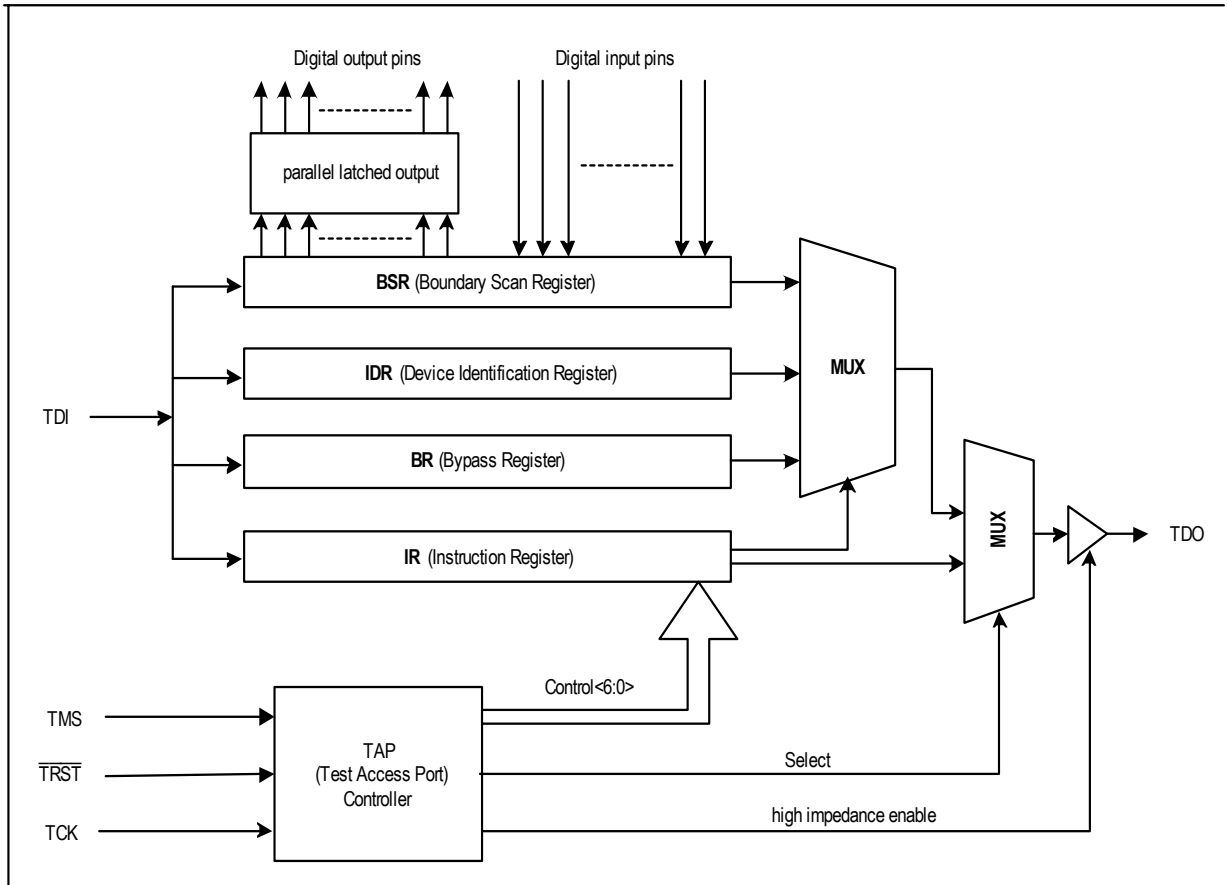 Digital output pins
Digital input pins
parallel latched output
BSR (Boundary Scan Register)
IDR (Device Identification Register)
MUX
TDI
BR (Bypass Register)
MUX
TDO
IR (Instruction Register)
Control<6:0>
TMS
TAP
(Test Access Port)
Controller
TRST
Select
TCK
high impedance enable